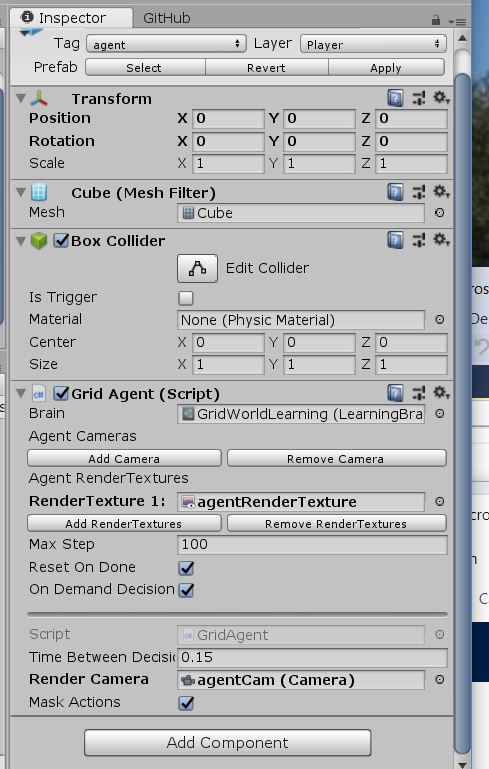 Inspector GitHub
Tag agent Layer Player
Prefab Select Revert Apply
Transform
Position X 0 Y 0 Z 0
Rotation X 0 Y 0 Z 0
Scale X 1 Y 1 Z 1
Cube (Mesh Filter)
Mesh Cube
Box Collider
Edit Collider
Is Trigger
Material None (Physic Material)
Center X 0 Y 0 Z 0
Size X 1 Y 1 Z 1
Grid Agent (Script)
Brain GridWorldLearning (LearningBra
Agent Cameras
Add Camera Remove Camera
Agent RenderTextures
RenderTexture 1: agentRenderTexture
Add RenderTextures Remove RenderTextures
Max Step 100
Reset On Done
On Demand Decision
Script GridAgent
Time Between Decisio 0.15
Render Camera agentCam (Camera)
Mask Actions
Add Component